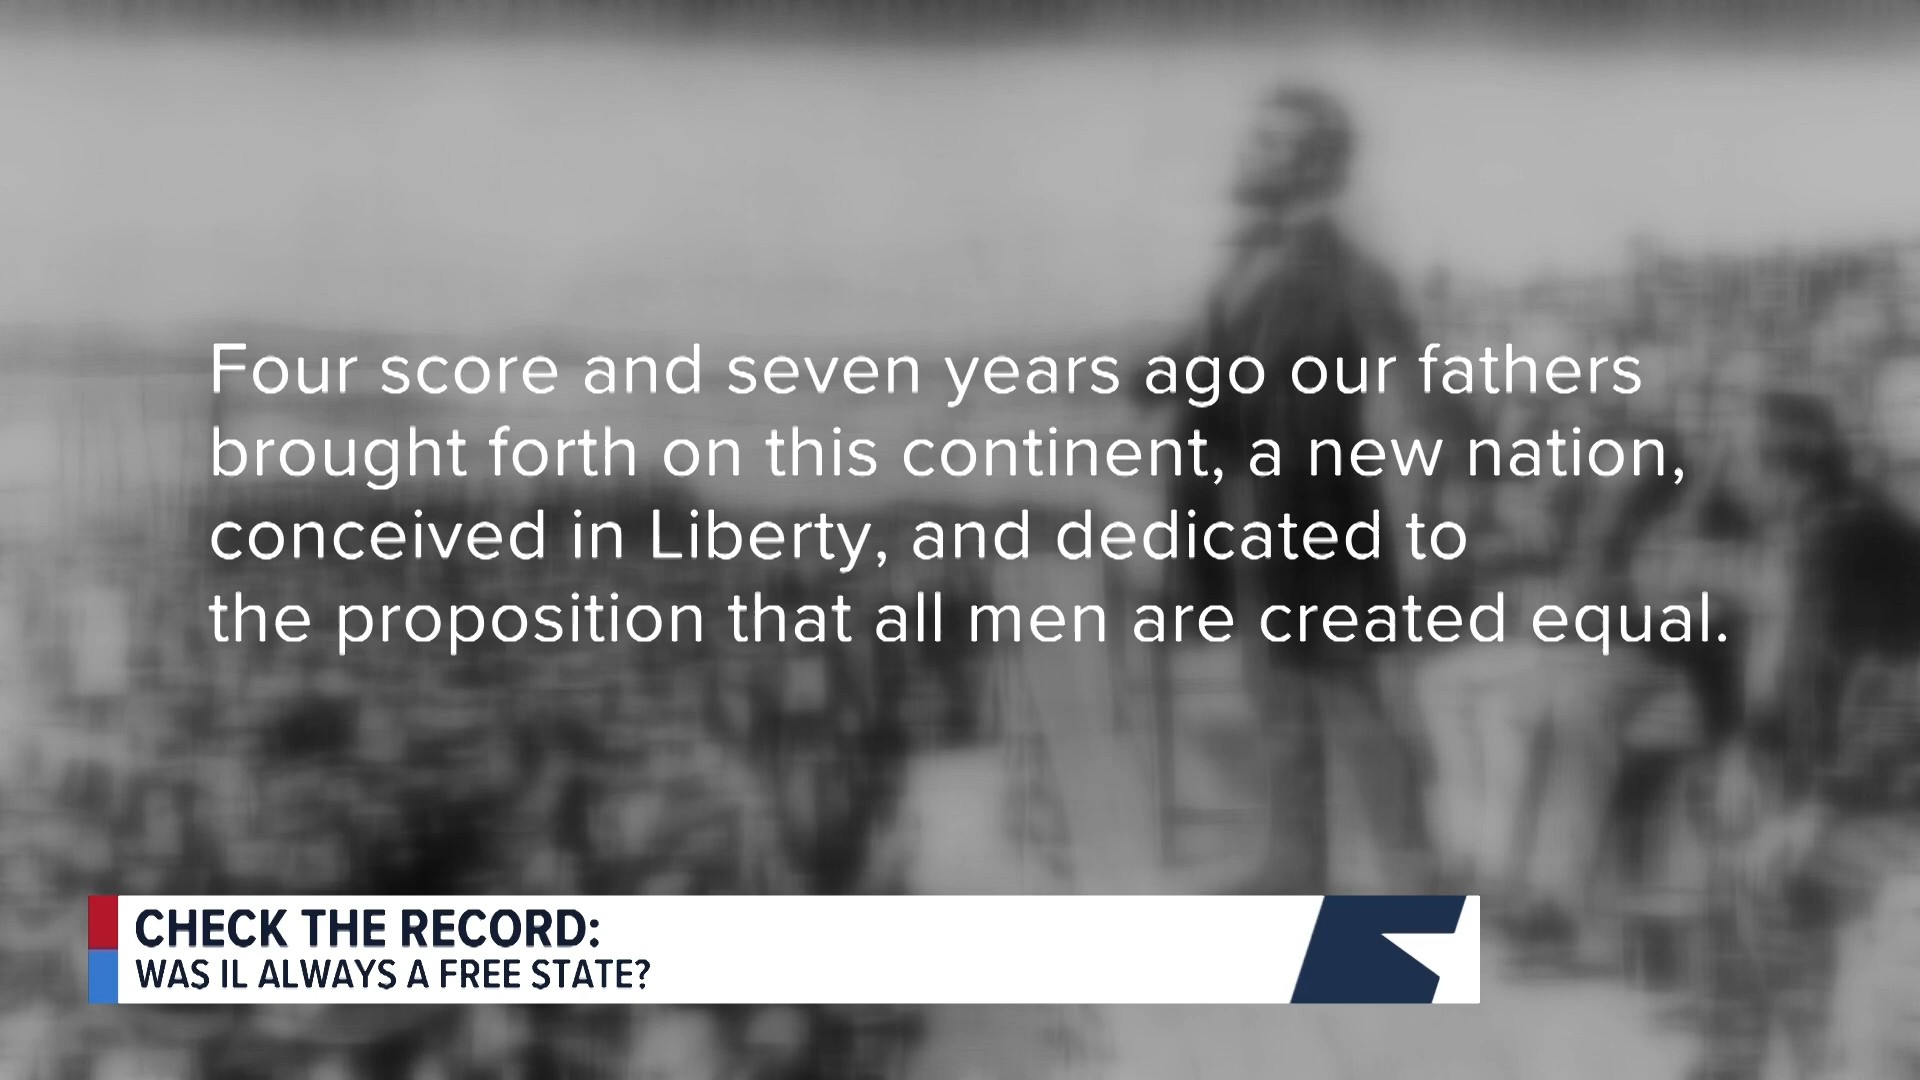 Four score and seven years ago our fathers
brought forth on this continent, a new nation,
conceived in Liberty, and dedicated to
the proposition that all men are created equal.
CHECK THE RECORD:
WAS IL ALWAYS A FREE STATE?